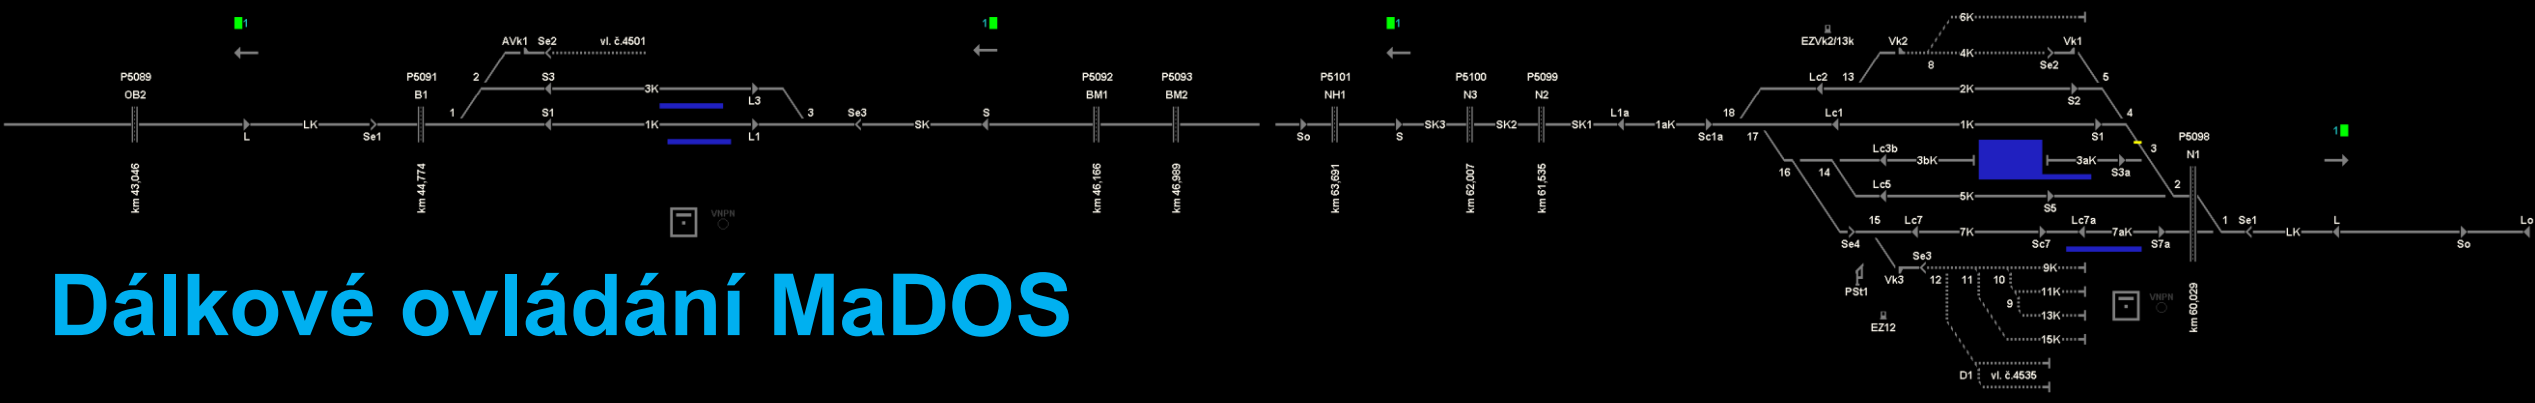 1
1
1
6K
AVk1 Se2 vl. č.4501
EZVk2/13k Vk2 4K Vk1
8 Se2
P5089 P5091 2 S3 P5092 P5093 P5101 P5100 P5099 Lc2 13 5
OB2 B1 3K BM1 BM2 NH1 N3 N2 2K
L3 S2
1 S1 3 Se3 S L1a 18 Lc1 4
LK 1K SK SK3 SK2 SK1 1aK 1K 1
L Se1 L1 So S Sc1a 17 S1 P5098
Lc3b 3 N1
3bK 3aK
16 14 S3a
km 43,046 km 44,774 km 46,166 km 46,989 km 63,691 km 62,007 km 61,535
Lc5 2
5K
S5
VNPN
15 Lc7 Lc7a 1 Se1 L Lo
7K 7aK LK
Se4 Sc7 S7a So
Se3
9K
PSt1 Vk3 12 11 10
11K
9
VNPN
EZ12 13K
km 60,029
15K
D1 vl. č.4535
Dálkové ovládání MaDOS